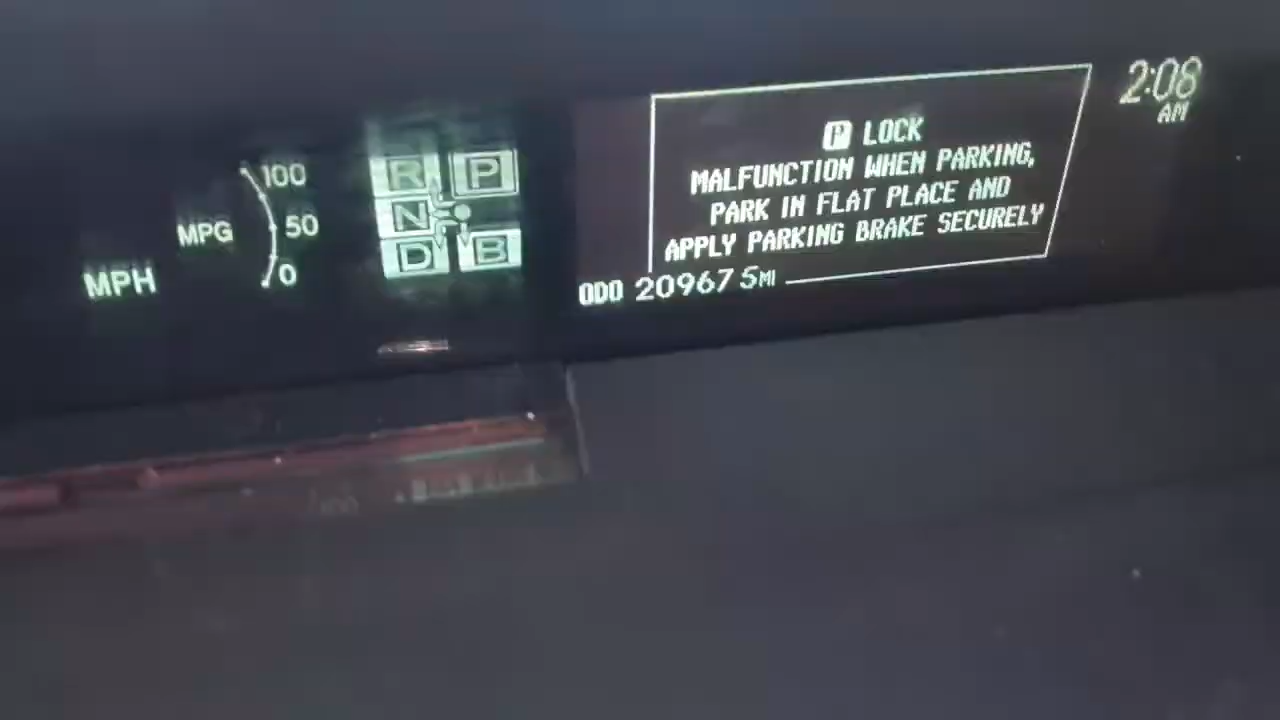 2:08
AM
P LOCK
MALFUNCTION WHEN PARKING,
PARK IN FLAT PLACE AND
APPLY PARKING BRAKE SECURELY
ODO 209675MI
100
MPG 50
MPH 0
R P
N
D B